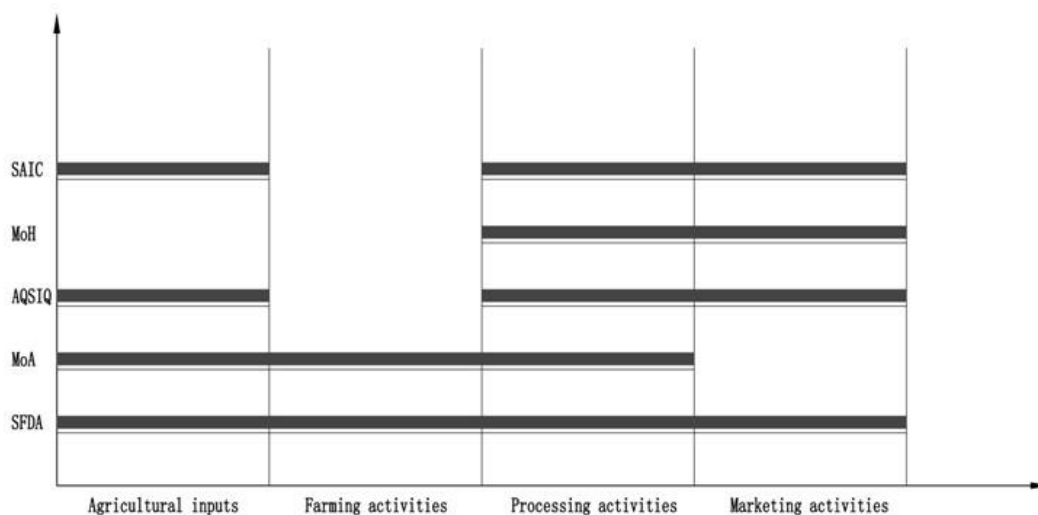 SAIC
MoH
AQSIQ
MoA
SFDA
Agricultural inputs Farming activities Processing activities Marketing activities